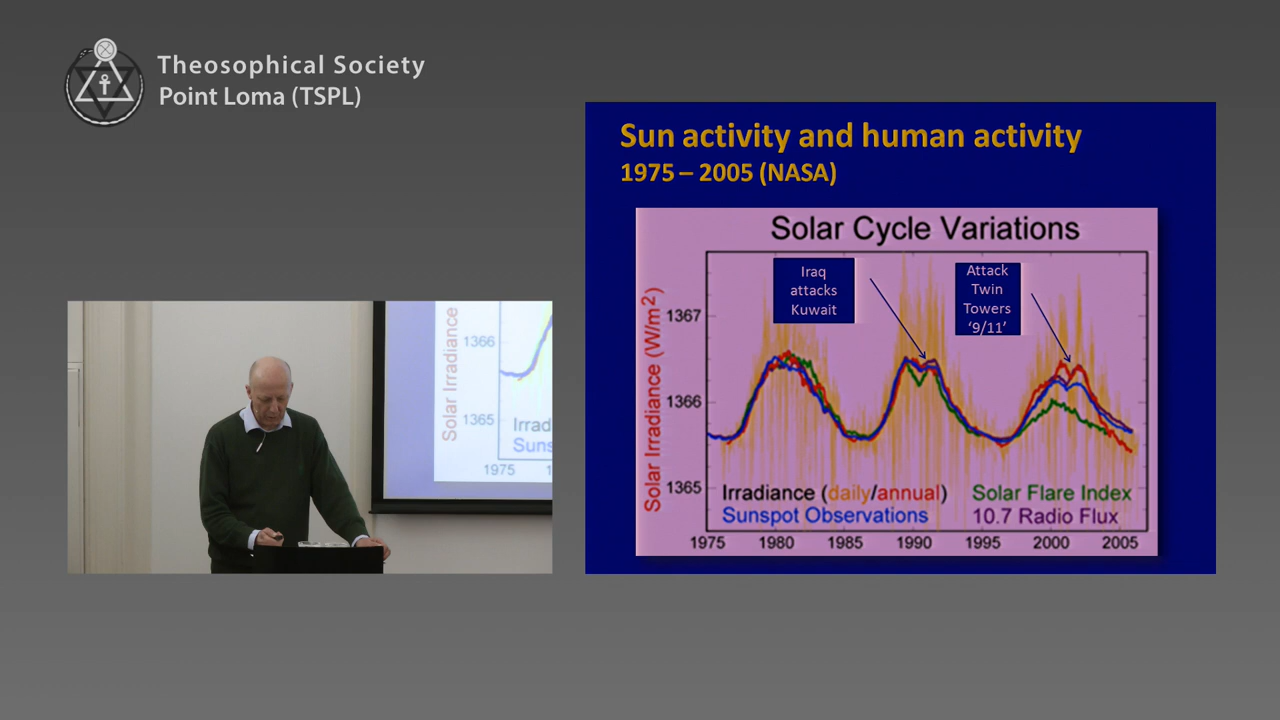 Theosophical Society
Point Loma (TSPL)
Sun activity and human activity
1975 – 2005 (NASA)
Solar Cycle Variations
Iraq
attacks
Kuwait
Attack
Twin
Towers
‘9/11’
Solar Irradiance (W/m²)
1367
1366
1365
Irradiance (daily/annual)
Sunspot Observations
Solar Flare Index
10.7 Radio Flux
1975 1980 1985 1990 1995 2000 2005
Solar Irradiance
1366
1365
Irrad
Suns
1975